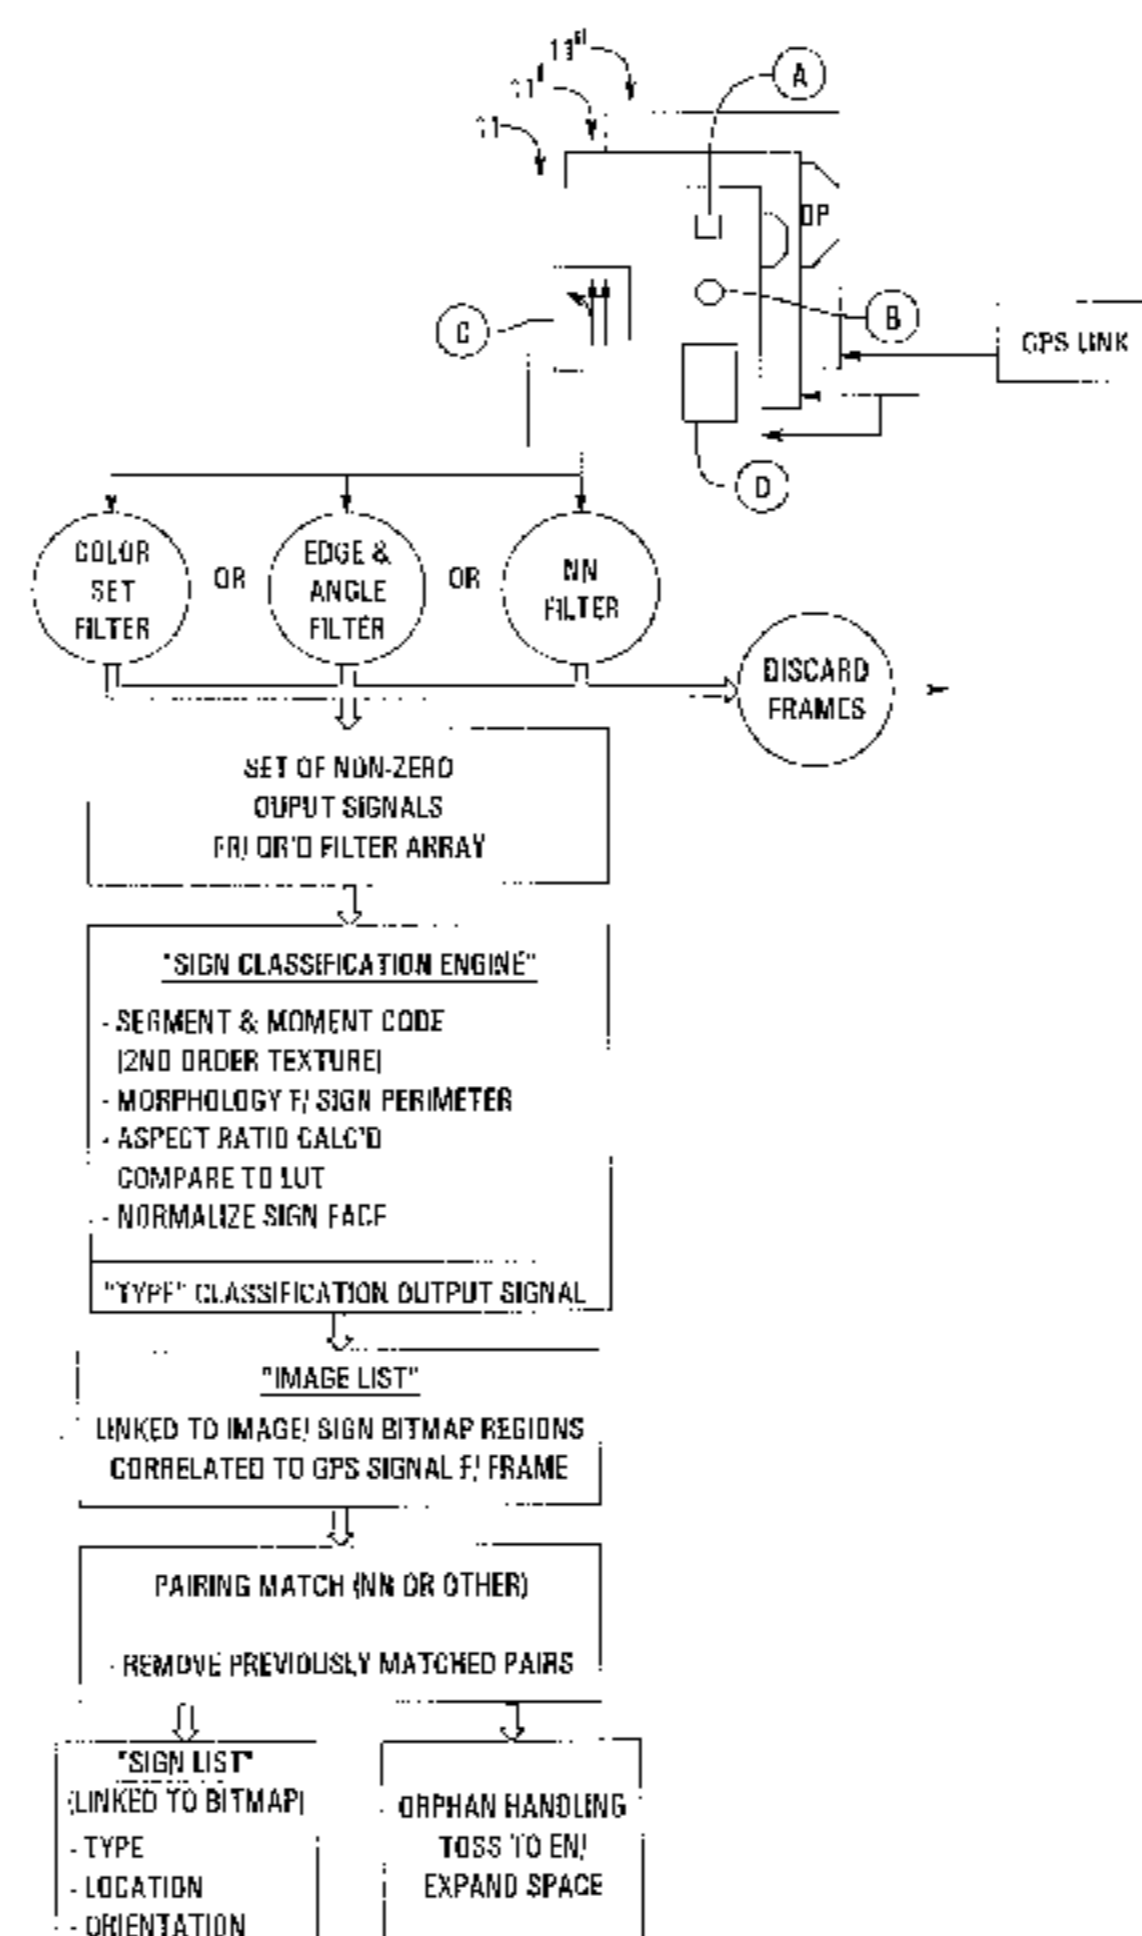 11"
11'
11
A
OP
B
C
GPS LINK
D
COLOR
SET
FILTER
OR
EDGE &
ANGLE
FILTER
OR
NN
FILTER
DISCARD
FRAMES
SET OF NON-ZERO
OUPUT SIGNALS
FR/ OR'D FILTER ARRAY
"SIGN CLASSIFICATION ENGINE"
- SEGMENT & MOMENT CODE
(2ND ORDER TEXTURE)
- MORPHOLOGY F/ SIGN PERIMETER
- ASPECT RATIO CALC'D
COMPARE TO LUT
- NORMALIZE SIGN FACE
"TYPE" CLASSIFICATION OUTPUT SIGNAL
"IMAGE LIST"
LINKED TO IMAGE/ SIGN BITMAP REGIONS
CORRELATED TO GPS SIGNAL F/ FRAME
PAIRING MATCH (NN OR OTHER)
- REMOVE PREVIOUSLY MATCHED PAIRS
"SIGN LIST"
(LINKED TO BITMAP)
- TYPE
- LOCATION
- ORIENTATION
ORPHAN HANDLING
TOSS TO EN/
EXPAND SPACE